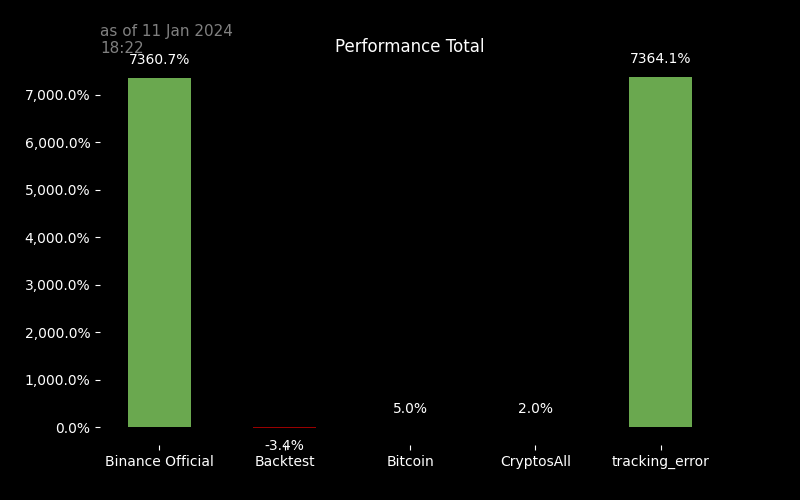 as of 11 Jan 2024
18:22
Performance Total
7360.7%
7364.1%
7,000.0%
6,000.0%
5,000.0%
4,000.0%
3,000.0%
2,000.0%
1,000.0%
5.0%
2.0%
0.0%
-3.4%
Binance Official
Backtest
Bitcoin
CryptosAll
tracking_error